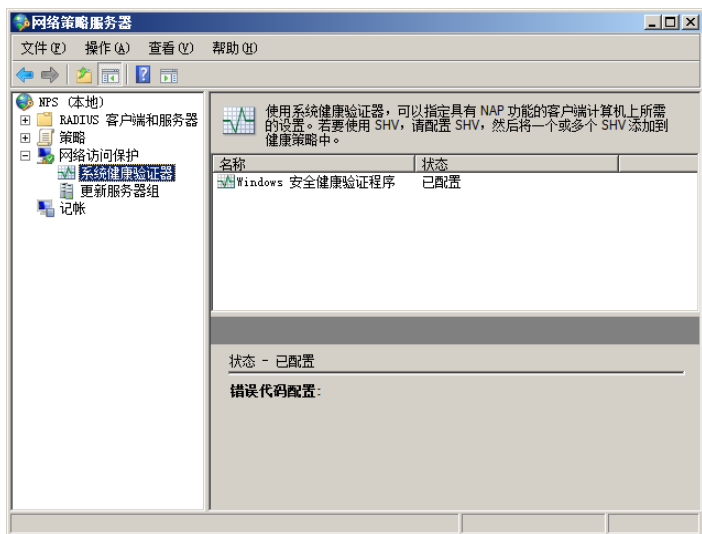 网络策略服务器
文件(F) 操作(A) 查看(V) 帮助(H)
NPS (本地)
RADIUS 客户端和服务器
策略
网络访问保护
系统健康验证器
更新服务器组
记帐
使用系统健康验证器，可以指定具有 NAP 功能的客户端计算机上所需
的设置。若要使用 SHV，请配置 SHV，然后将一个或多个 SHV 添加到
健康策略中。
名称 状态
Windows 安全健康验证程序 已配置
状态 - 已配置
错误代码配置: